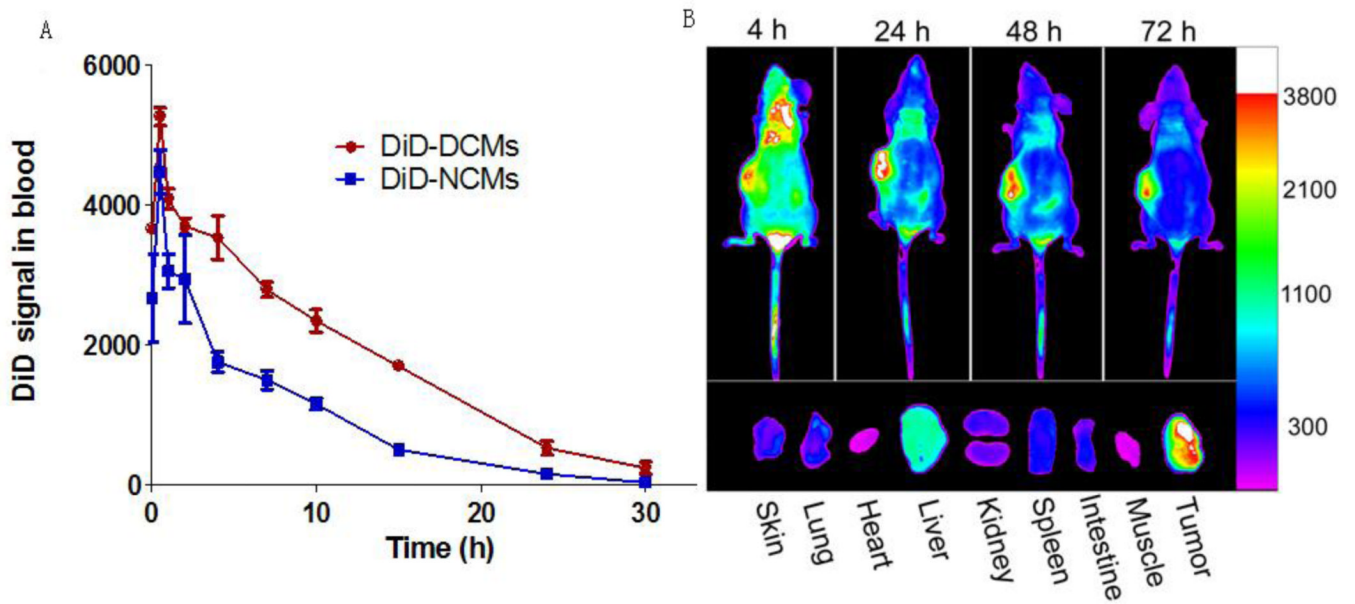 A
DiD signal in blood
6000
4000
2000
0
DiD-DCMs
DiD-NCMs
0
10
20
30
Time (h)
B
4 h
24 h
48 h
72 h
3800
2100
1100
300
Skin
Lung
Heart
Liver
Kidney
Spleen
Intestine
Muscle
Tumor